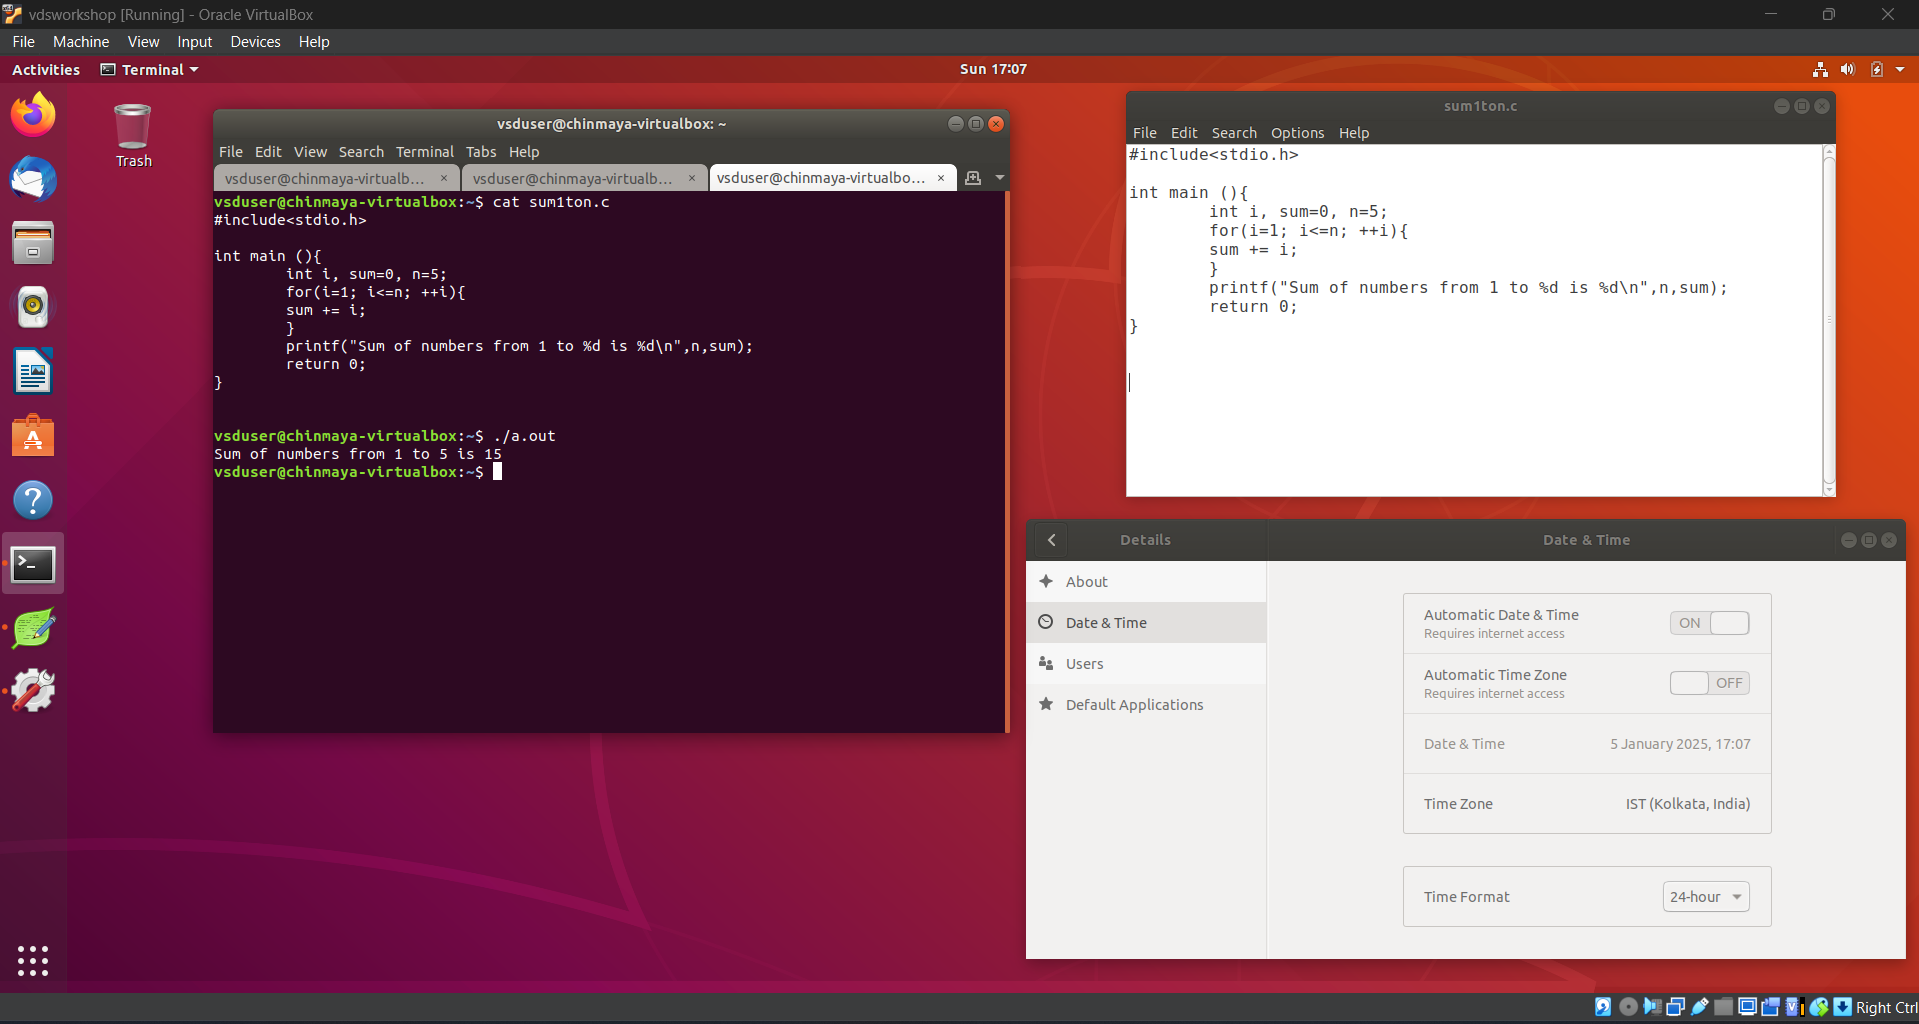 vdsworkshop [Running] - Oracle VirtualBox
File Machine View Input Devices Help
Activities Terminal Sun 17:07
Trash
vsduser@chinmaya-virtualbox: ~
File Edit View Search Terminal Tabs Help
vsduser@chinmaya-virtualb... × vsduser@chinmaya-virtualb... × vsduser@chinmaya-virtualbo... ×
vsduser@chinmaya-virtualbox:~$ cat sum1ton.c
#include<stdio.h>
int main (){
int i, sum=0, n=5;
for(i=1; i<=n; ++i){
sum += i;
}
printf("Sum of numbers from 1 to %d is %d\n",n,sum);
return 0;
}
vsduser@chinmaya-virtualbox:~$ ./a.out
Sum of numbers from 1 to 5 is 15
vsduser@chinmaya-virtualbox:~$
sum1ton.c
File Edit Search Options Help
#include<stdio.h>
int main (){
int i, sum=0, n=5;
for(i=1; i<=n; ++i){
sum += i;
}
printf("Sum of numbers from 1 to %d is %d\n",n,sum);
return 0;
}
Details Date & Time
About
Date & Time
Users
Default Applications
Automatic Date & Time
Requires internet access
ON
Automatic Time Zone
Requires internet access
OFF
Date & Time 5 January 2025, 17:07
Time Zone IST (Kolkata, India)
Time Format 24-hour
Right Ctrl